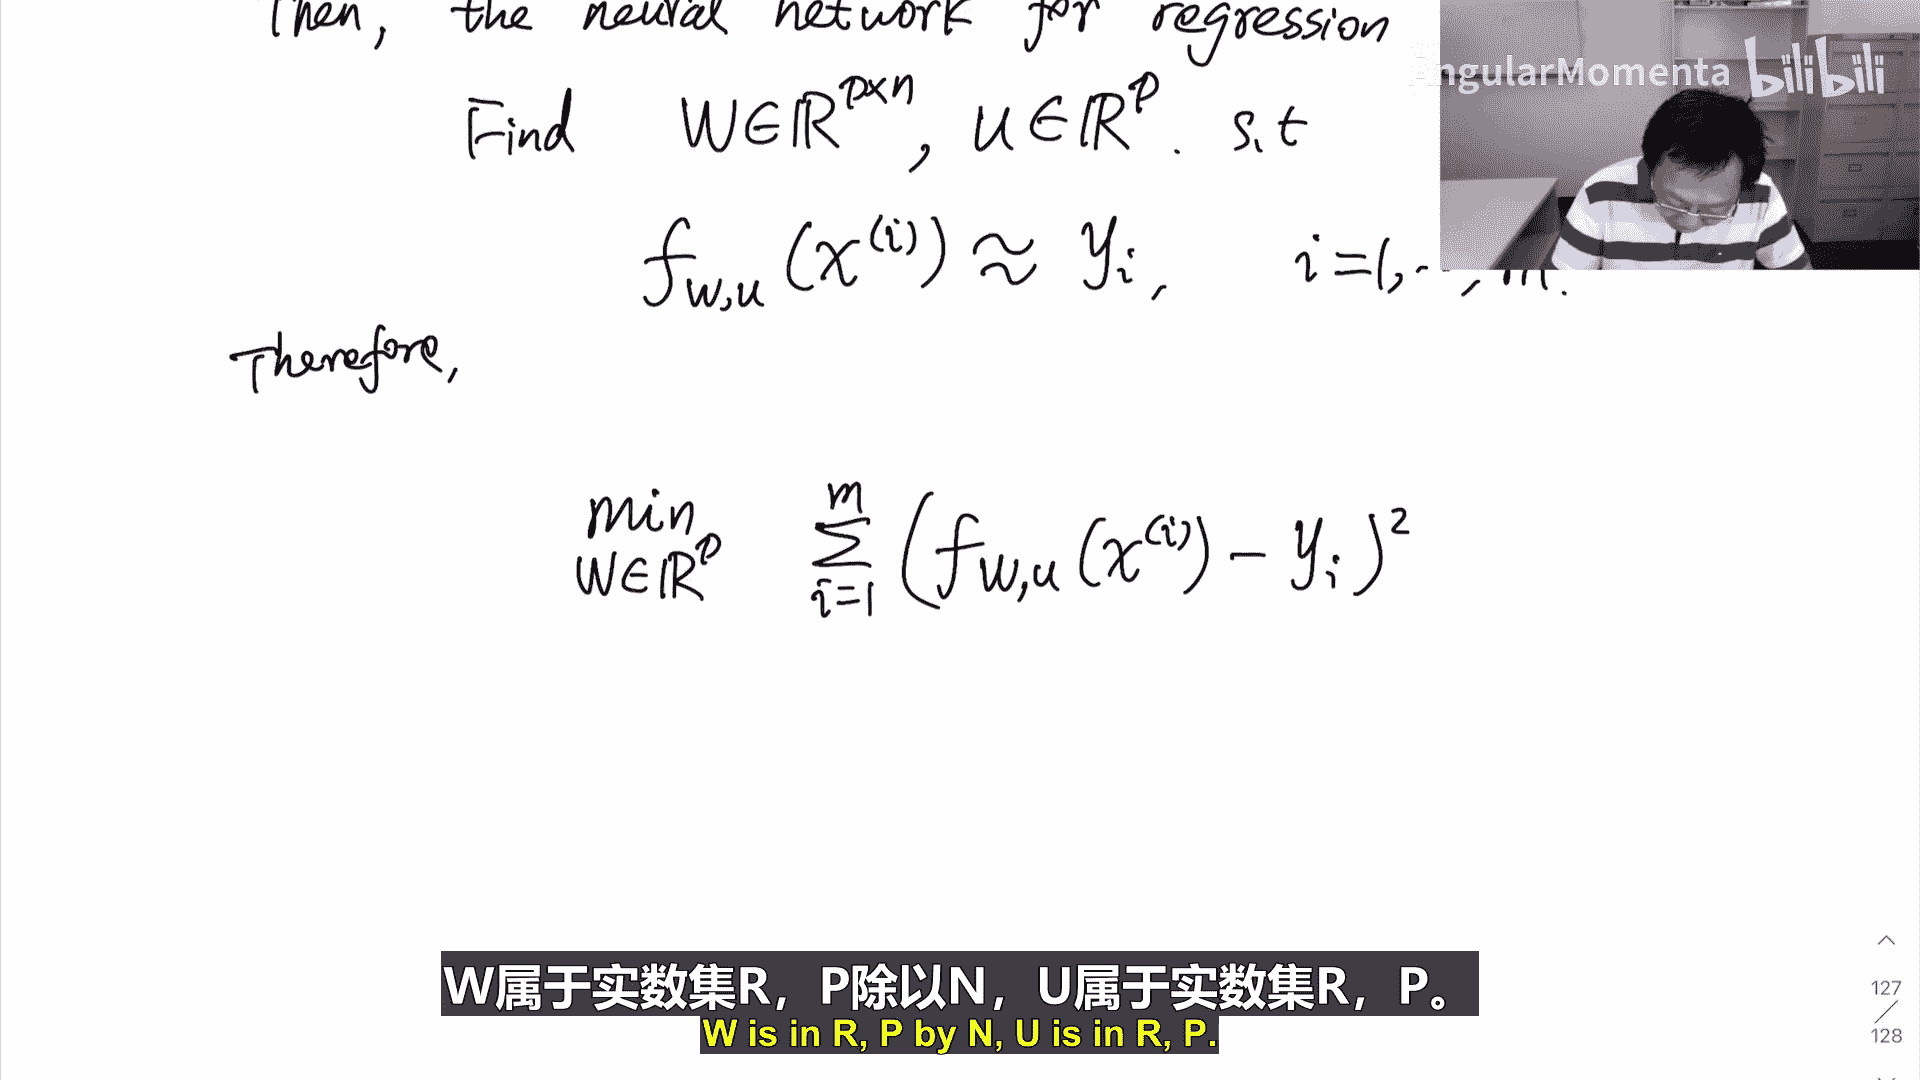 Then, the neural network for regression
Find W∈ℝ^{p×n}, u∈ℝ^p. s.t
f_{W,u}(x^{(i)}) ≈ y_i, i=1,…,m.
Therefore,
min_{W∈ℝ^p} ∑_{i=1}^{m} (f_{W,u}(x^{(i)}) − y_i)^2
AngularMomenta bilibili
W属于实数集R，P除以N，U属于实数集R，P。
W is in R, P by N, U is in R, P.
127
128